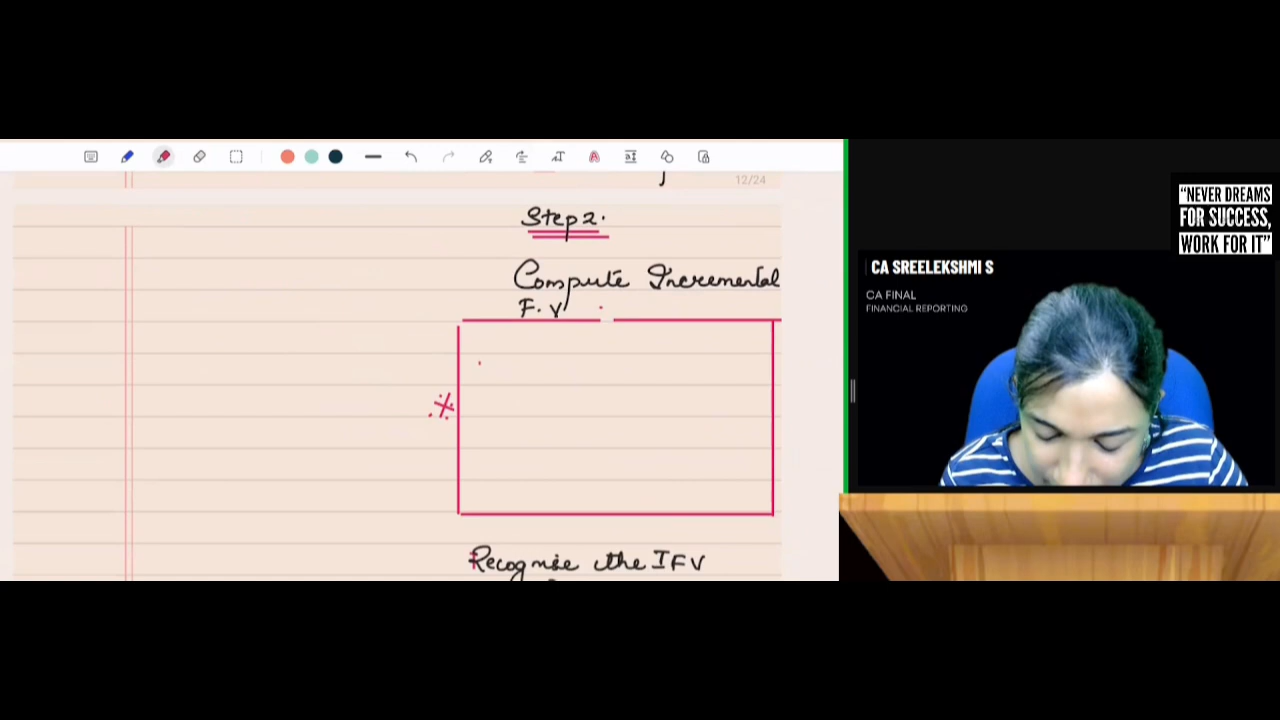 12/24
Step 2.
Compute Incremental
F.V
Recognise the IFV
"NEVER DREAMS
FOR SUCCESS,
WORK FOR IT"
CA SREELEKSHMI S
CA FINAL
FINANCIAL REPORTING